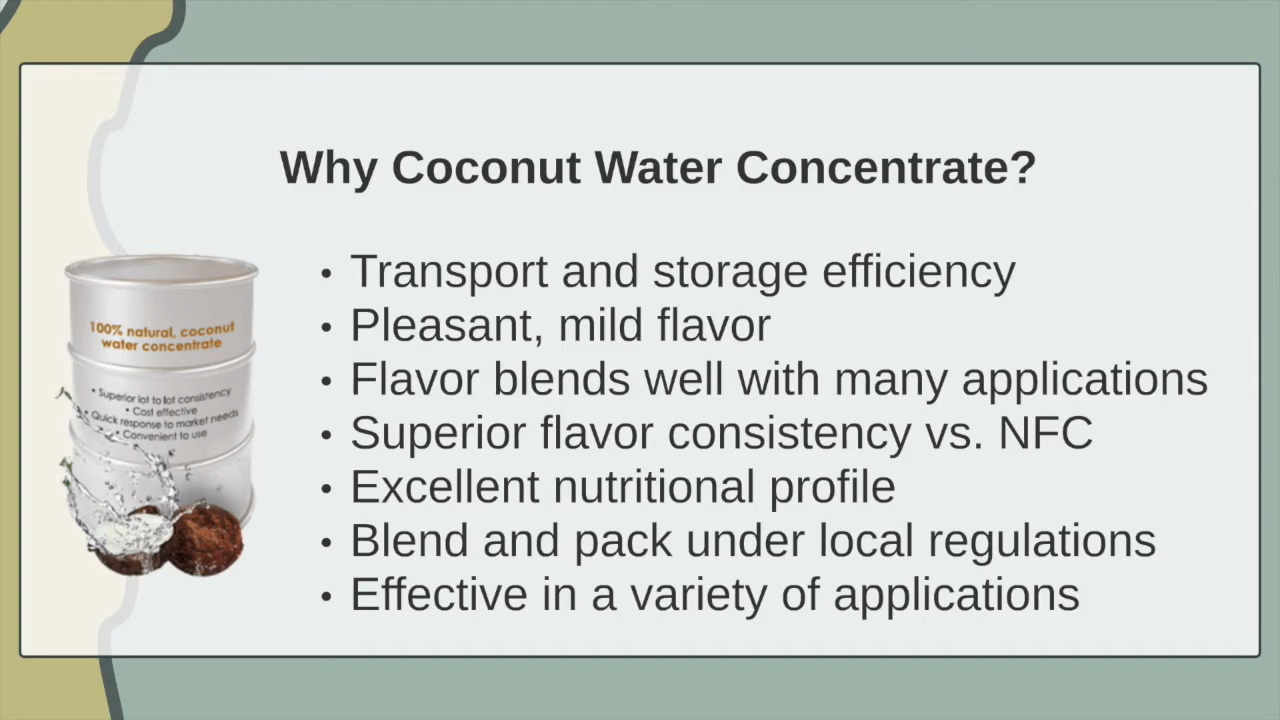 Why Coconut Water Concentrate?
100% natural, coconut
water concentrate
• Superior lot to lot consistency
• Cost effective
• Quick response to market needs
• Convenient to use
• Transport and storage efficiency
• Pleasant, mild flavor
• Flavor blends well with many applications
• Superior flavor consistency vs. NFC
• Excellent nutritional profile
• Blend and pack under local regulations
• Effective in a variety of applications